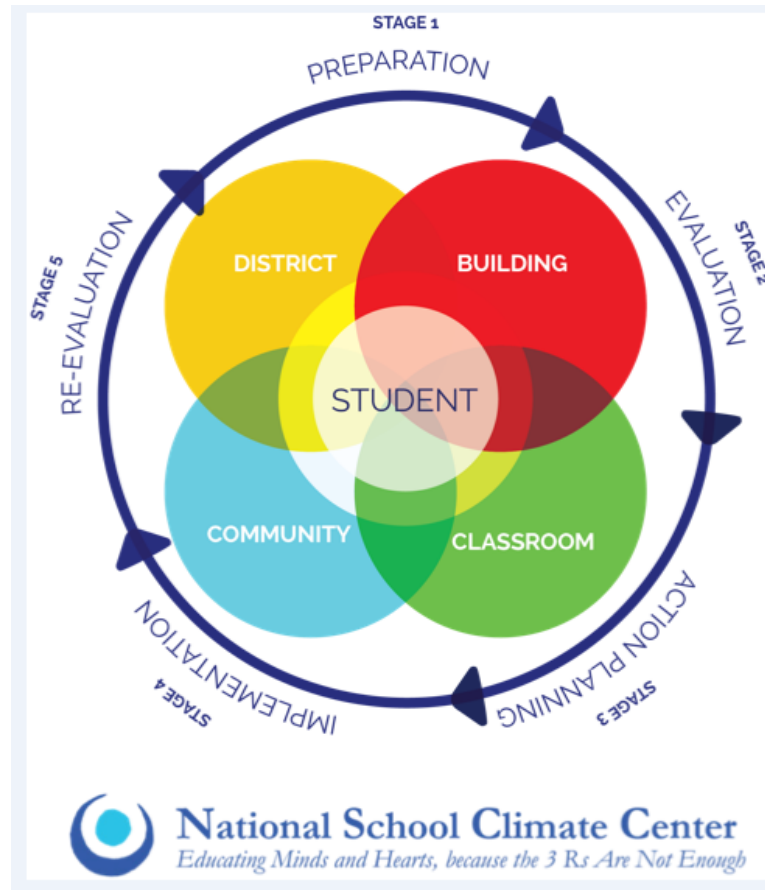 STAGE 1
PREPARATION
STAGE 2
EVALUATION
STAGE 3
ACTION PLANNING
STAGE 4
IMPLEMENTATION
STAGE 5
RE-EVALUATION
DISTRICT
BUILDING
STUDENT
COMMUNITY
CLASSROOM
National School Climate Center
Educating Minds and Hearts, because the 3 Rs Are Not Enough